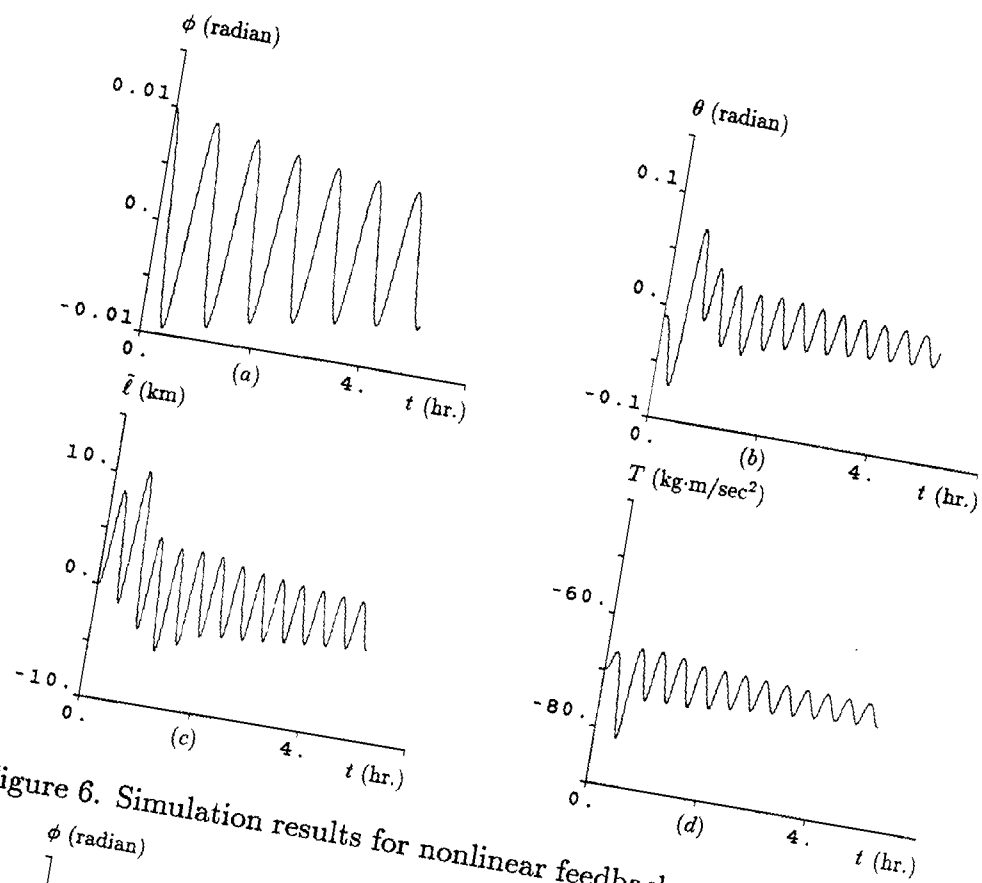 ϕ (radian)
0.01
0.
-0.01
0.
(a)
4.
t (hr.)
θ (radian)
0.1
0.
-0.1
0.
(b)
4.
t (hr.)
ℓ̃ (km)
10.
0.
-10.
0.
(c)
4.
t (hr.)
T (kg·m/sec²)
-60.
-80.
0.
(d)
4.
t (hr.)
igure 6. Simulation results for nonlinear feedbac
ϕ (radian)